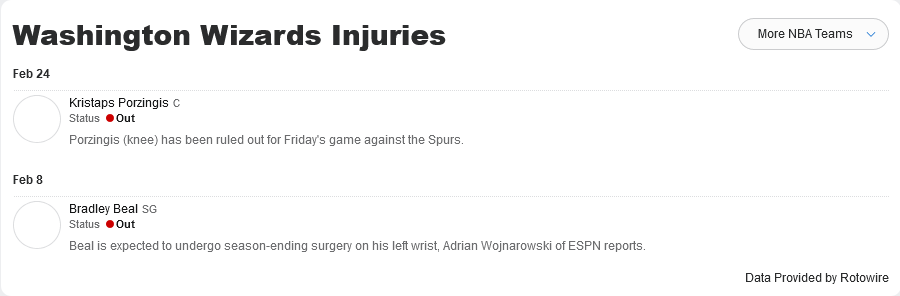 Washington Wizards Injuries
More NBA Teams
Feb 24
Kristaps Porzingis C
Status Out
Porzingis (knee) has been ruled out for Friday's game against the Spurs.
Feb 8
Bradley Beal SG
Status Out
Beal is expected to undergo season-ending surgery on his left wrist, Adrian Wojnarowski of ESPN reports.
Data Provided by Rotowire